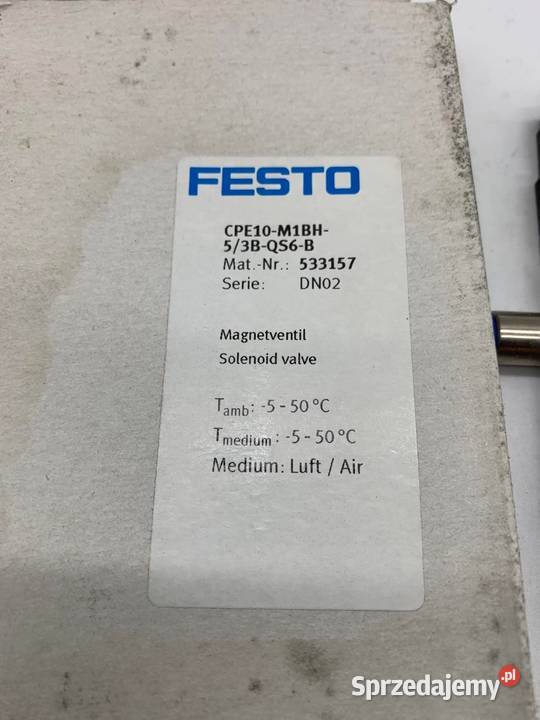 FESTO
CPE10-M1BH-
5/3B-QS6-B
Mat.-Nr.: 533157
Serie: DN02
Magnetventil
Solenoid valve
Tamb: -5 - 50 °C
Tmedium: -5 - 50 °C
Medium: Luft / Air
Sprzedajemy.pl